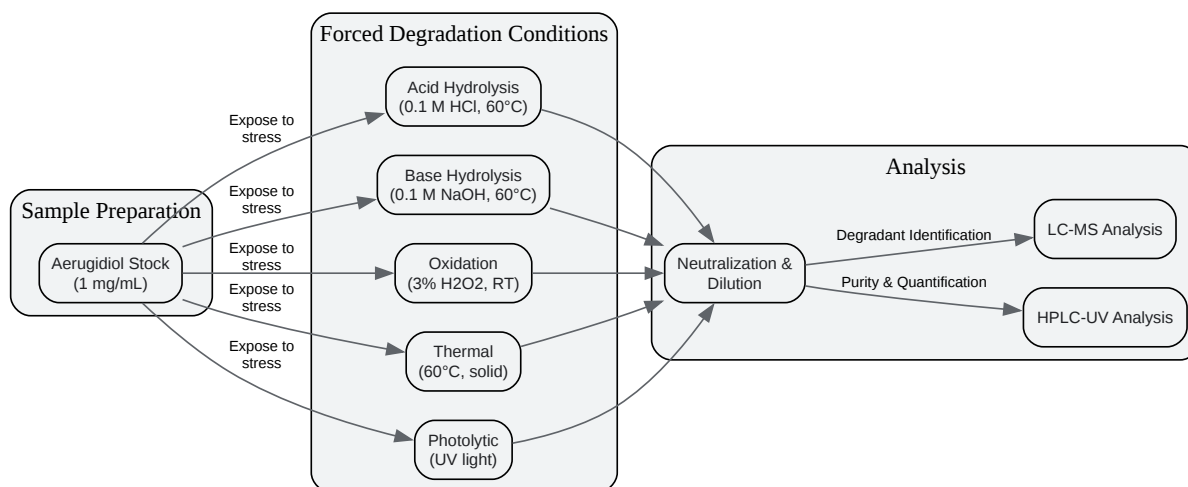 Sample Preparation
Aerugidiol Stock
(1 mg/mL)
Expose to
stress
Expose to
stress
Expose to
stress
Expose to
stress
Expose to
stress
Forced Degradation Conditions
Acid Hydrolysis
(0.1 M HCl, 60°C)
Base Hydrolysis
(0.1 M NaOH, 60°C)
Oxidation
(3% H2O2, RT)
Thermal
(60°C, solid)
Photolytic
(UV light)
Analysis
Neutralization &
Dilution
Degradant Identification
Purity & Quantification
LC-MS Analysis
HPLC-UV Analysis